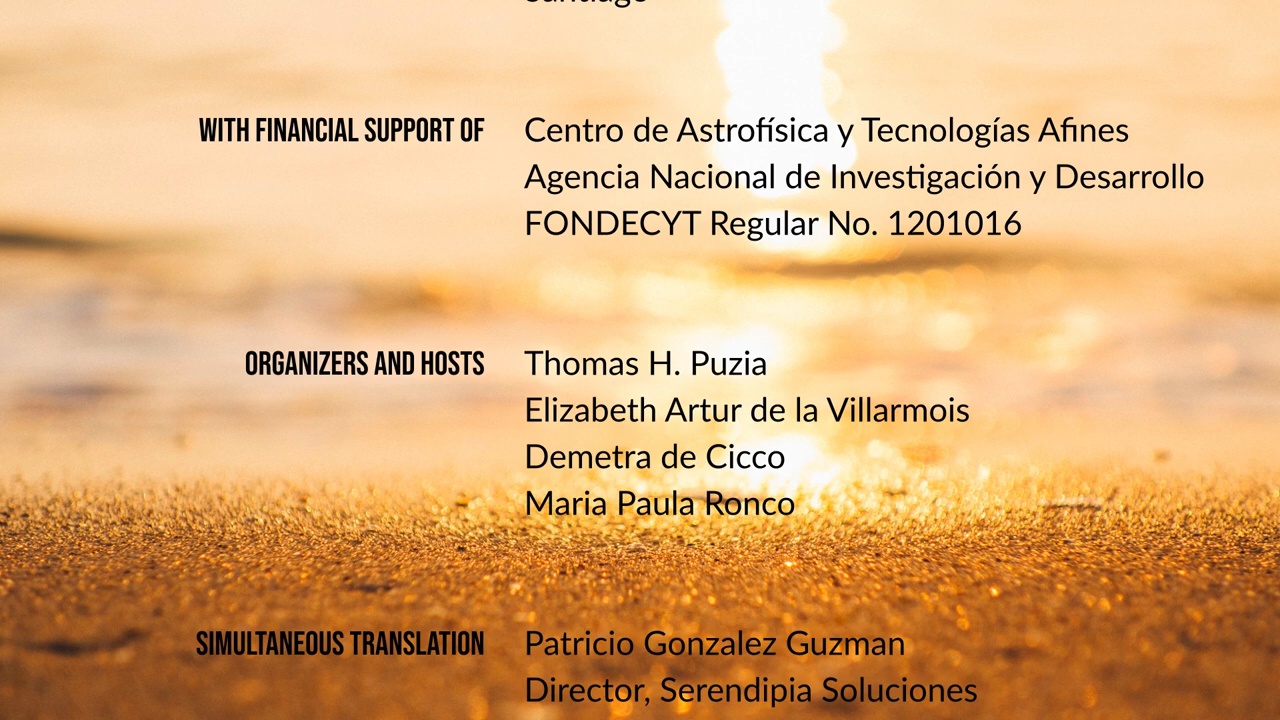 Santiago
WITH FINANCIAL SUPPORT OF Centro de Astrofísica y Tecnologías Afines
Agencia Nacional de Investigación y Desarrollo
FONDECYT Regular No. 1201016
ORGANIZERS AND HOSTS Thomas H. Puzia
Elizabeth Artur de la Villarmois
Demetra de Cicco
Maria Paula Ronco
SIMULTANEOUS TRANSLATION Patricio Gonzalez Guzman
Director, Serendipia Soluciones